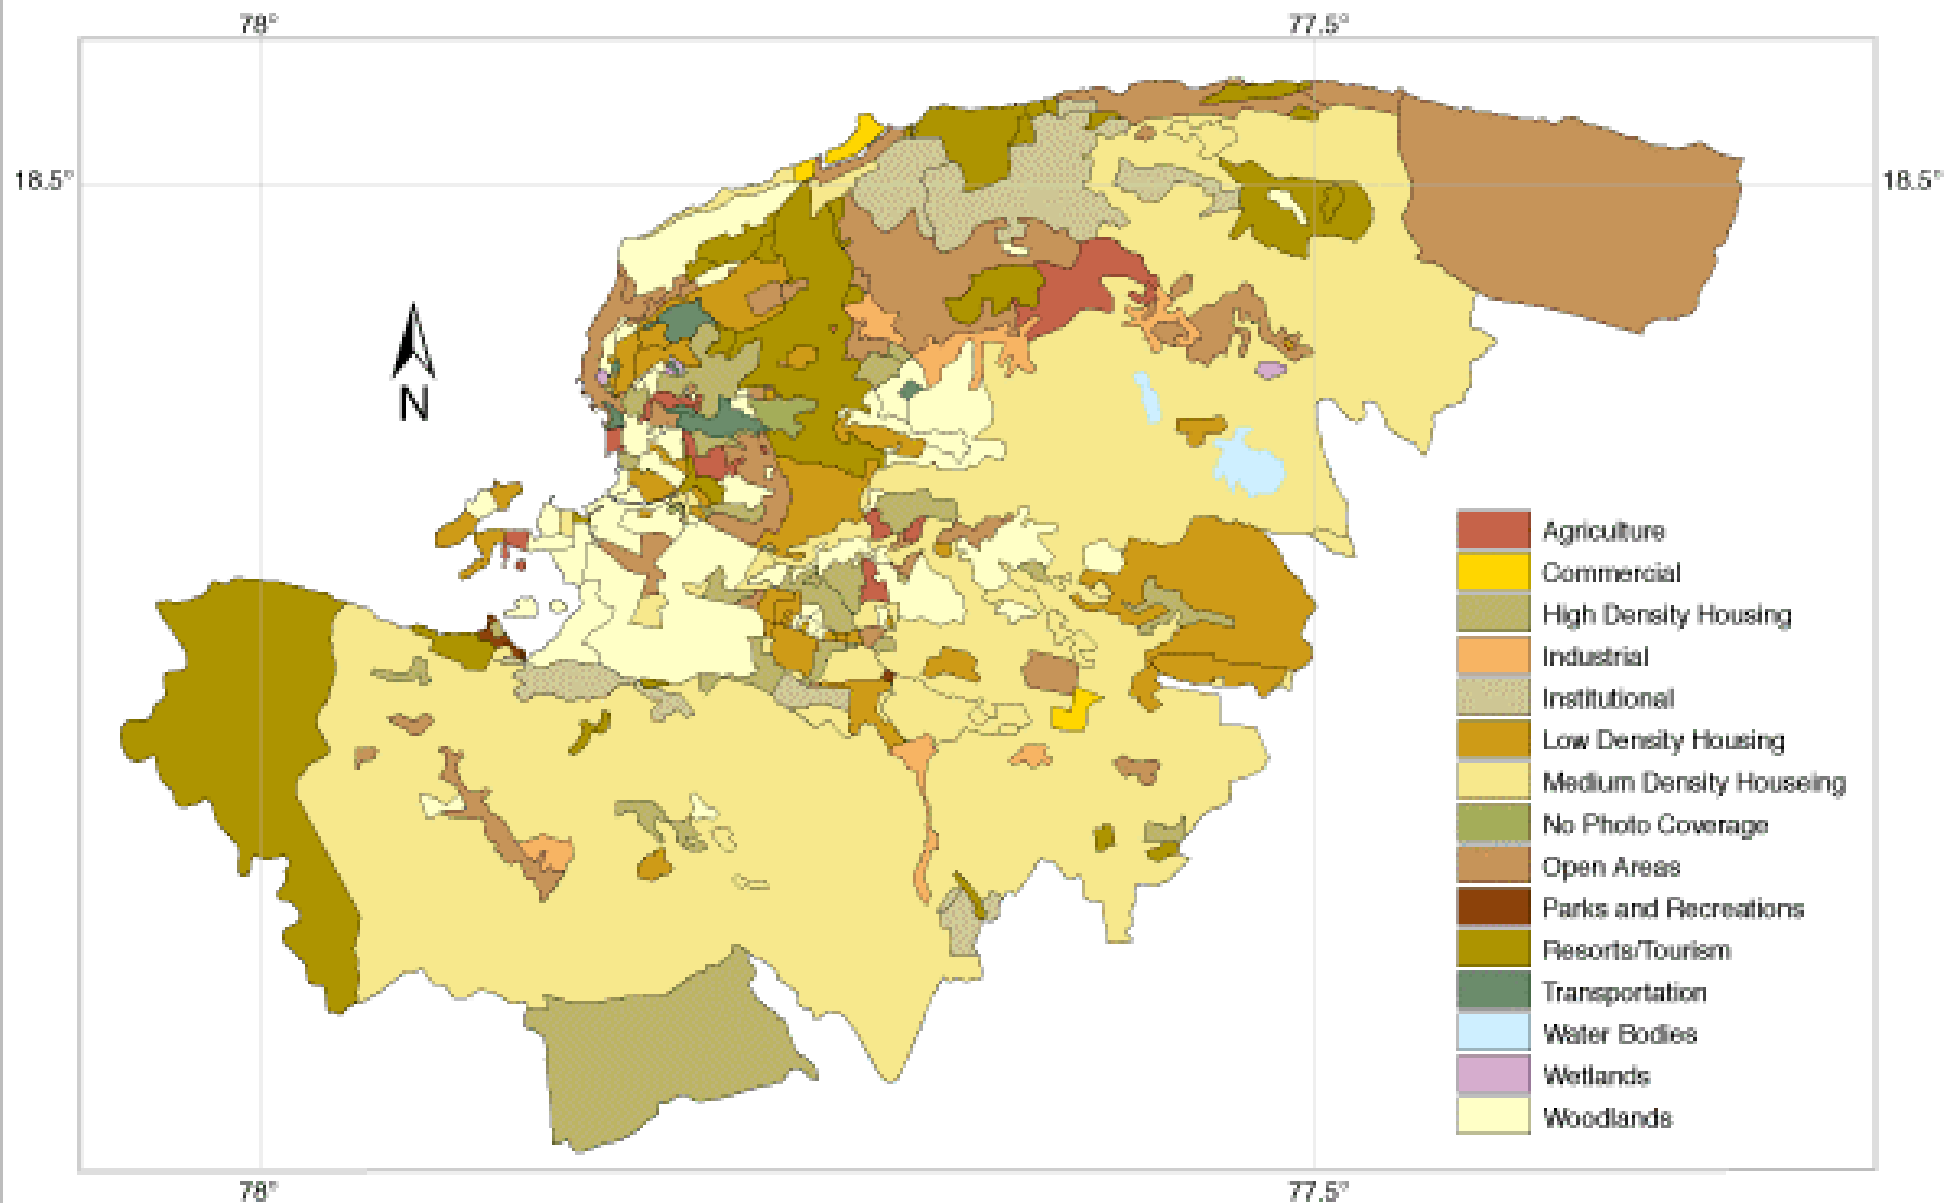 78°
77.5°
18.5°
18.5°
N
Agriculture
Commercial
High Density Housing
Industrial
Institutional
Low Density Housing
Medium Density Houseing
No Photo Coverage
Open Areas
Parks and Recreations
Resorts/Tourism
Transportation
Water Bodies
Wetlands
Woodlands
78°
77.5°